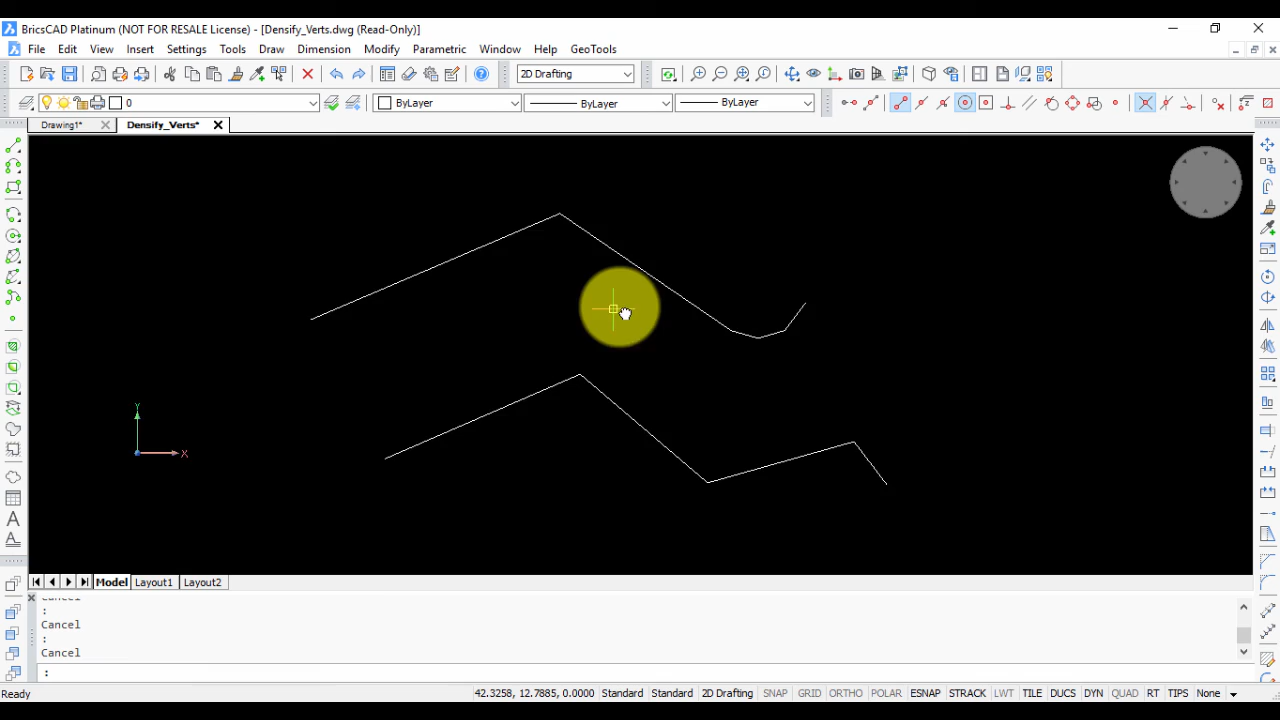 BricsCAD Platinum (NOT FOR RESALE License) - [Densify_Verts.dwg (Read-Only)]
File Edit View Insert Settings Tools Draw Dimension Modify Parametric Window Help GeoTools
2D Drafting
0 ByLayer ByLayer ByLayer
Drawing1* Densify_Verts*
Y
X
Model Layout1 Layout2
Cancel
:
Cancel
:
Cancel
:
Ready 42.3258, 12.7885, 0.0000 Standard Standard 2D Drafting SNAP GRID ORTHO POLAR ESNAP STRACK LWT TILE DUCS DYN QUAD RT TIPS None